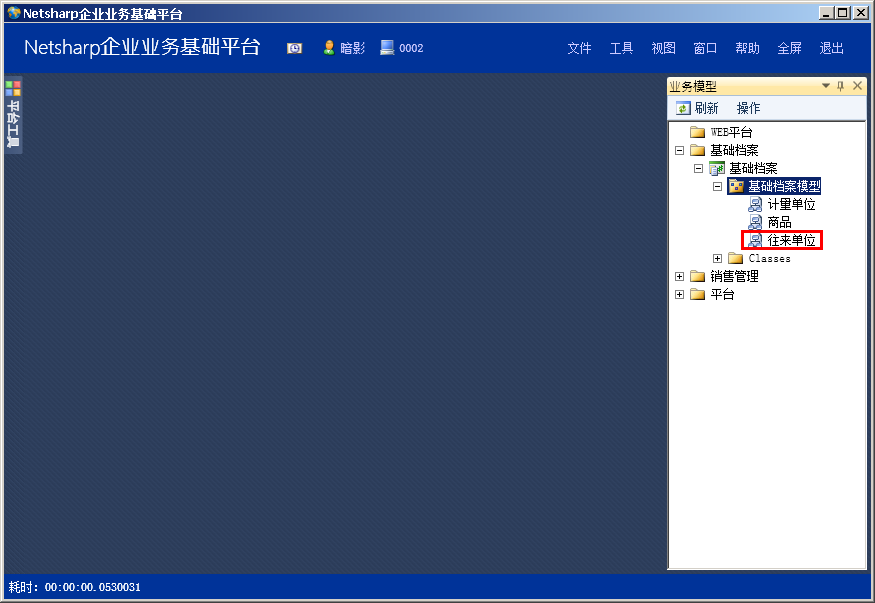 Netsharp企业业务基础平台
Netsharp企业业务基础平台 暗影 0002 文件 工具 视图 窗口 帮助 全屏 退出
平台工具
业务模型
刷新 操作
WEB平台
基础档案
基础档案
基础档案模型
计量单位
商品
往来单位
Classes
销售管理
平台
耗时: 00:00:00.0530031